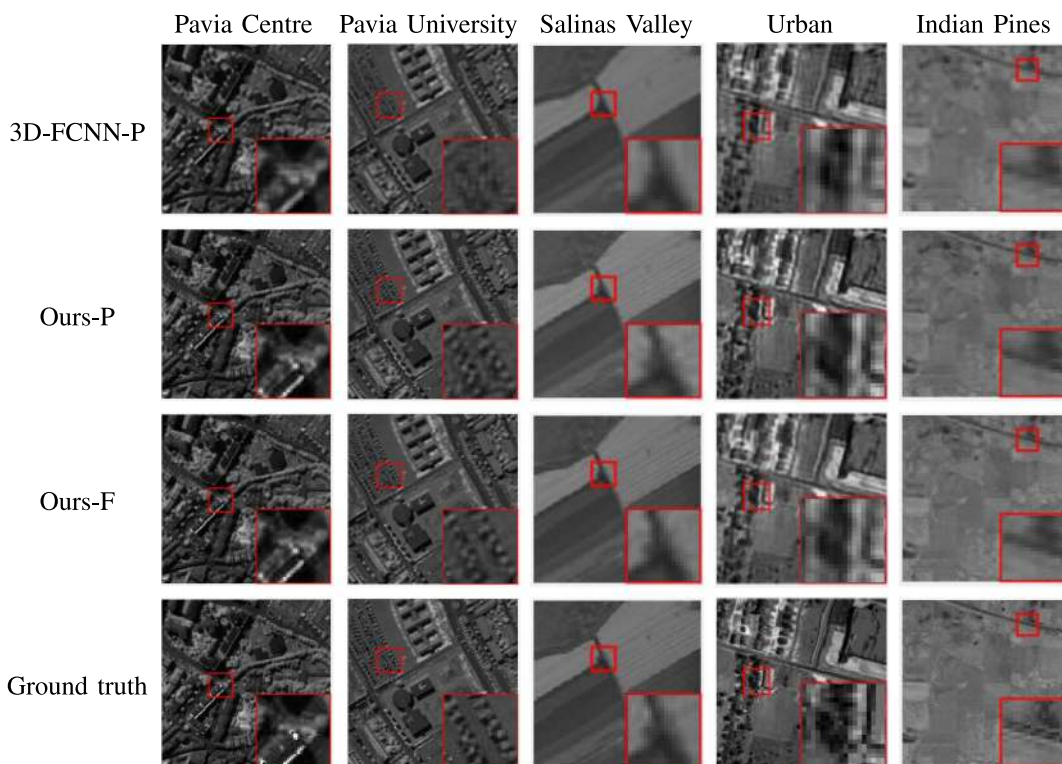 Pavia Centre Pavia University Salinas Valley Urban Indian Pines
3D-FCNN-P
Ours-P
Ours-F
Ground truth